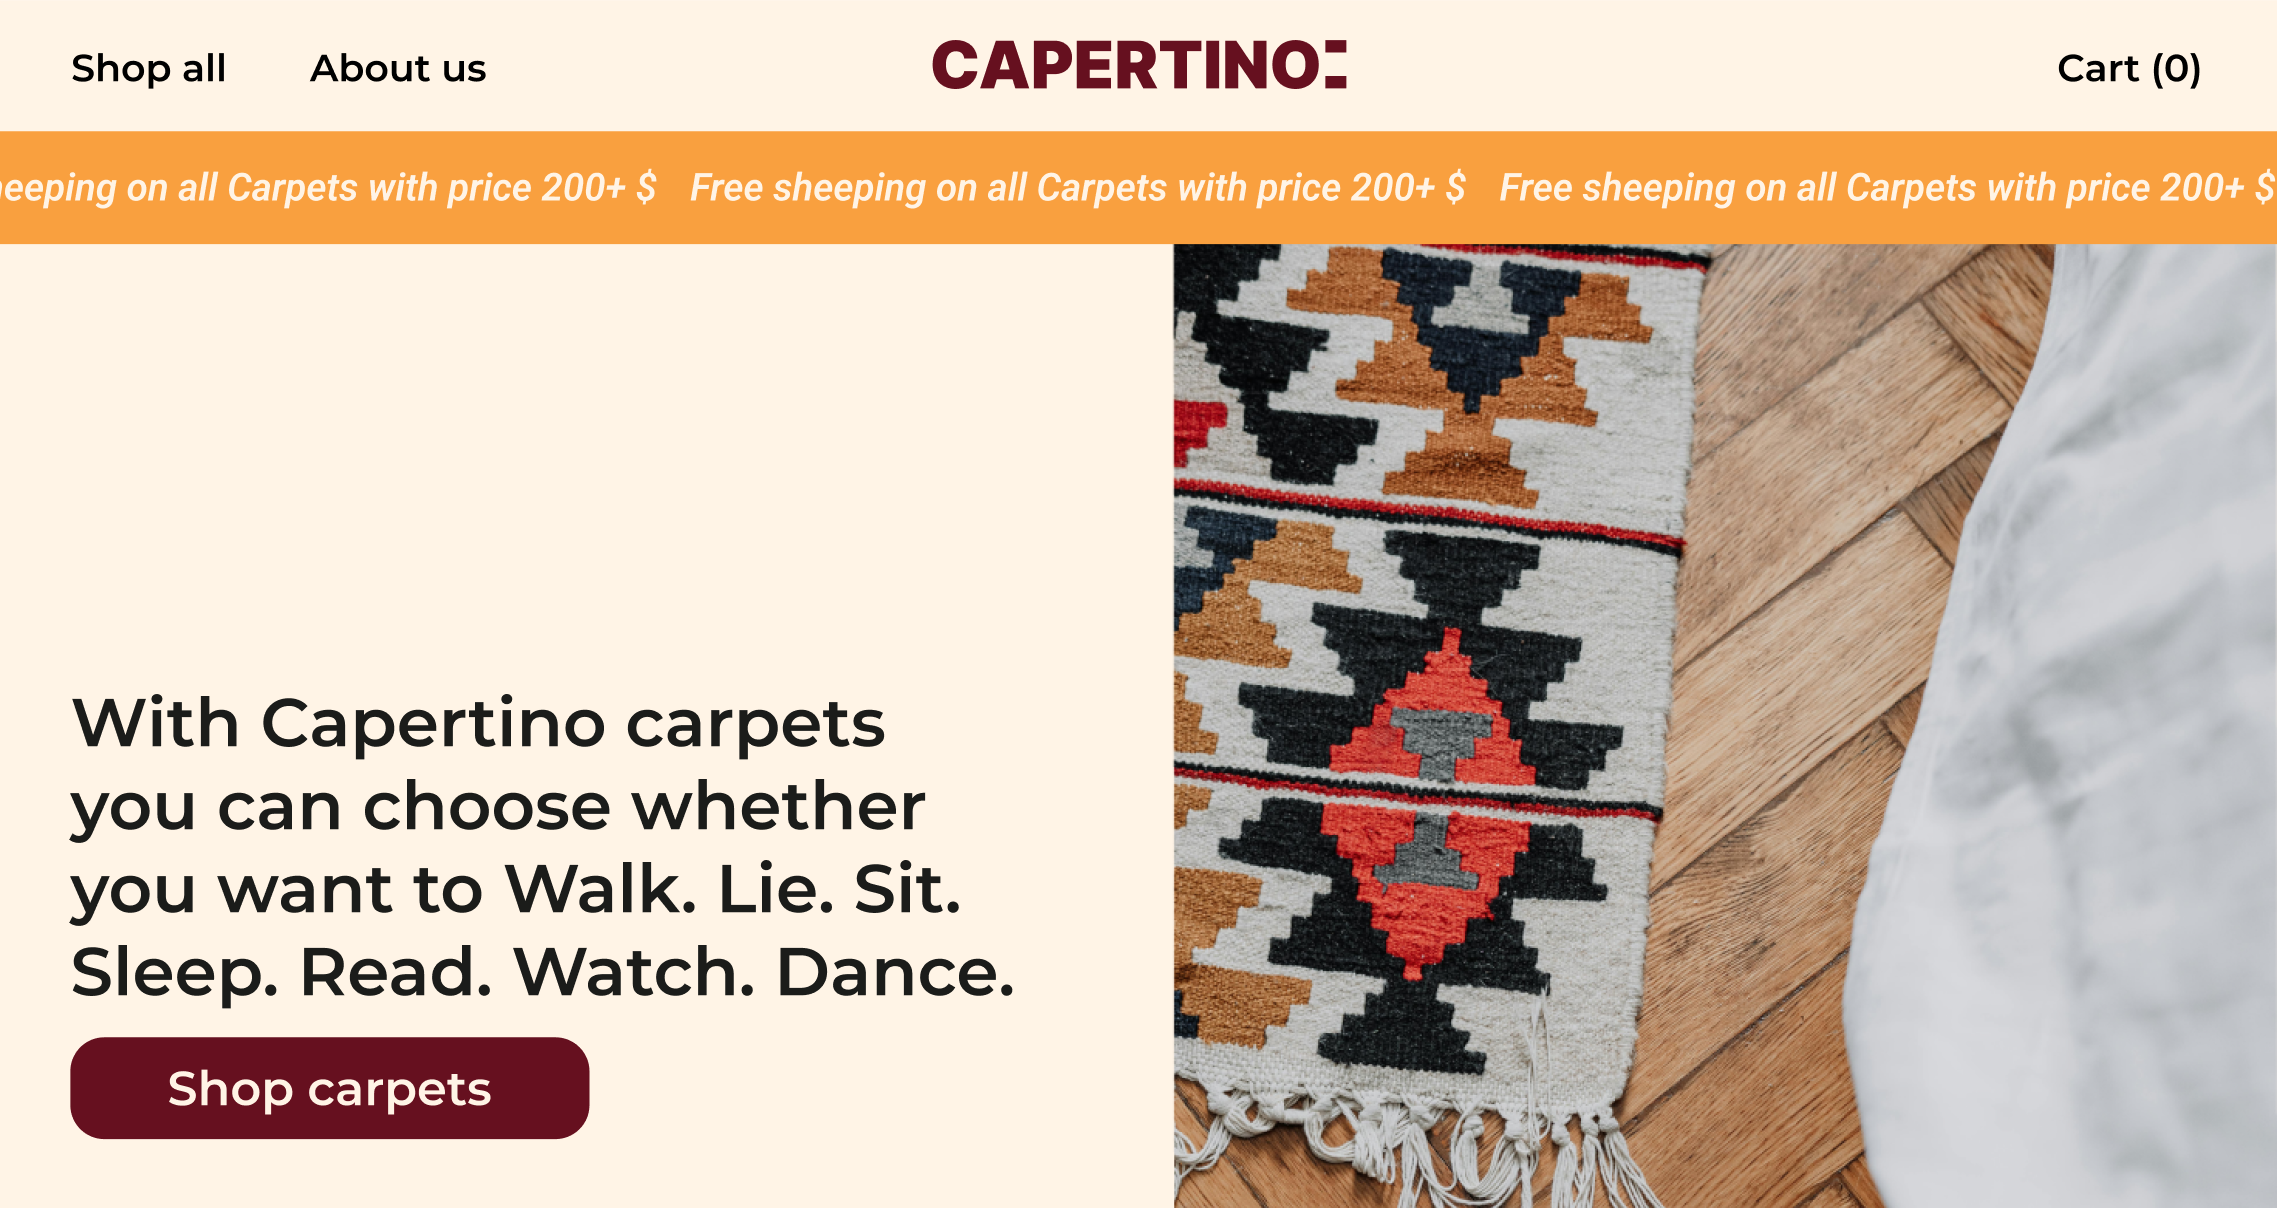 Shop all
About us
CAPERTINO
Cart (0)
eeping on all Carpets with price 200+ $ Free sheeping on all Carpets with price 200+ $ Free sheeping on all Carpets with price 200+ $
With Capertino carpets
you can choose whether
you want to Walk. Lie. Sit.
Sleep. Read. Watch. Dance.
Shop carpets